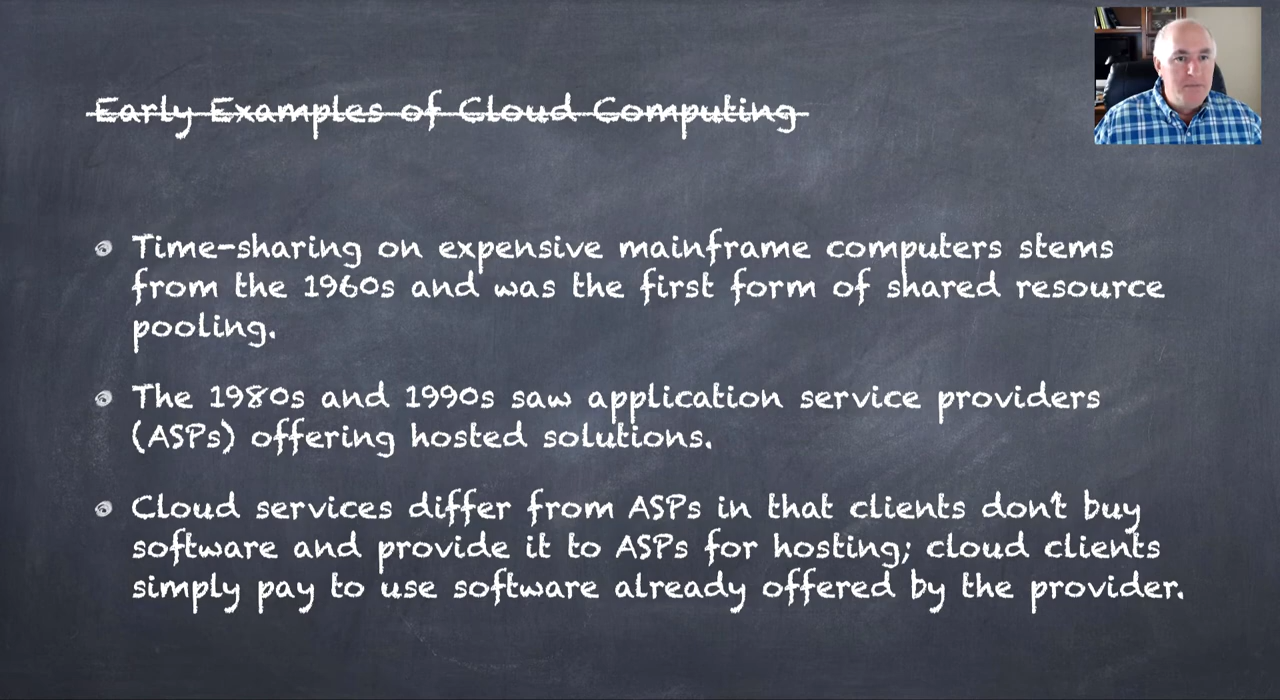 Early Examples of Cloud Computing
Time-sharing on expensive mainframe computers stems
from the 1960s and was the first form of shared resource
pooling.
The 1980s and 1990s saw application service providers
(ASPs) offering hosted solutions.
Cloud services differ from ASPs in that clients don't buy
software and provide it to ASPs for hosting; cloud clients
simply pay to use software already offered by the provider.